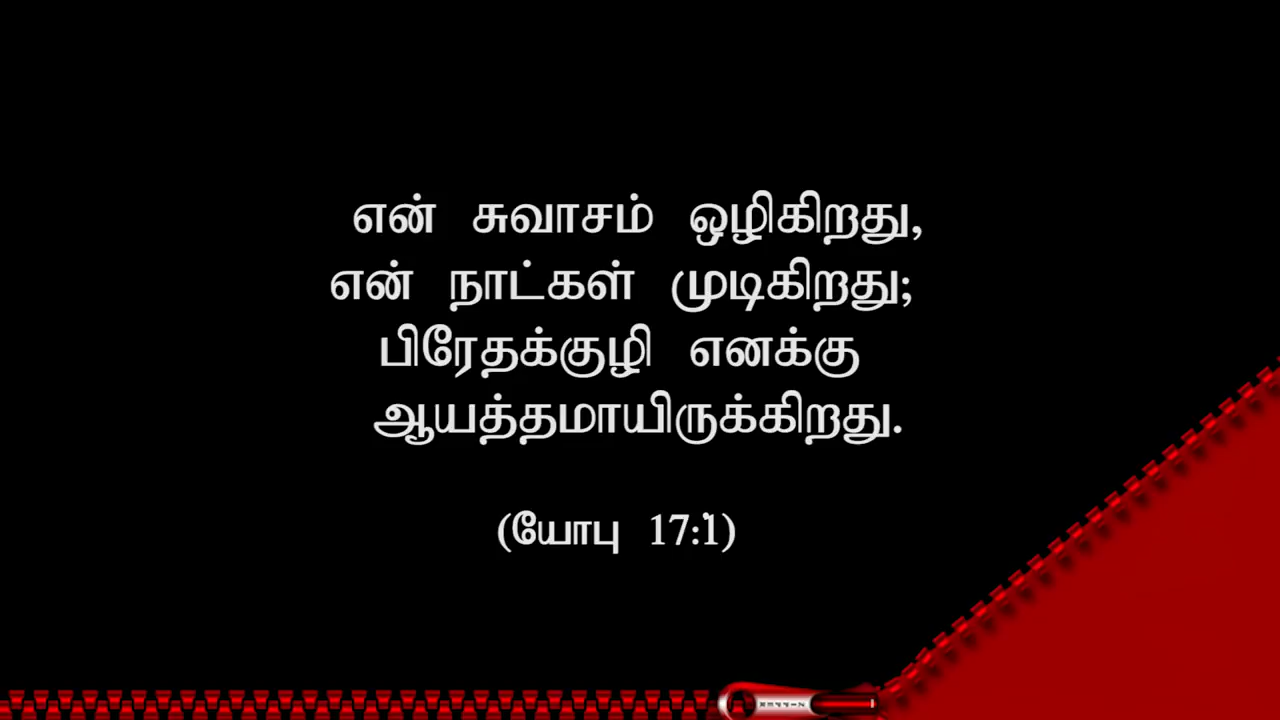 என் சுவாசம் ஒழிகிறது,
என் நாட்கள் முடிகிறது;
பிரேதக்குழி எனக்கு
ஆயத்தமாயிருக்கிறது.
(யோபு 17:1)